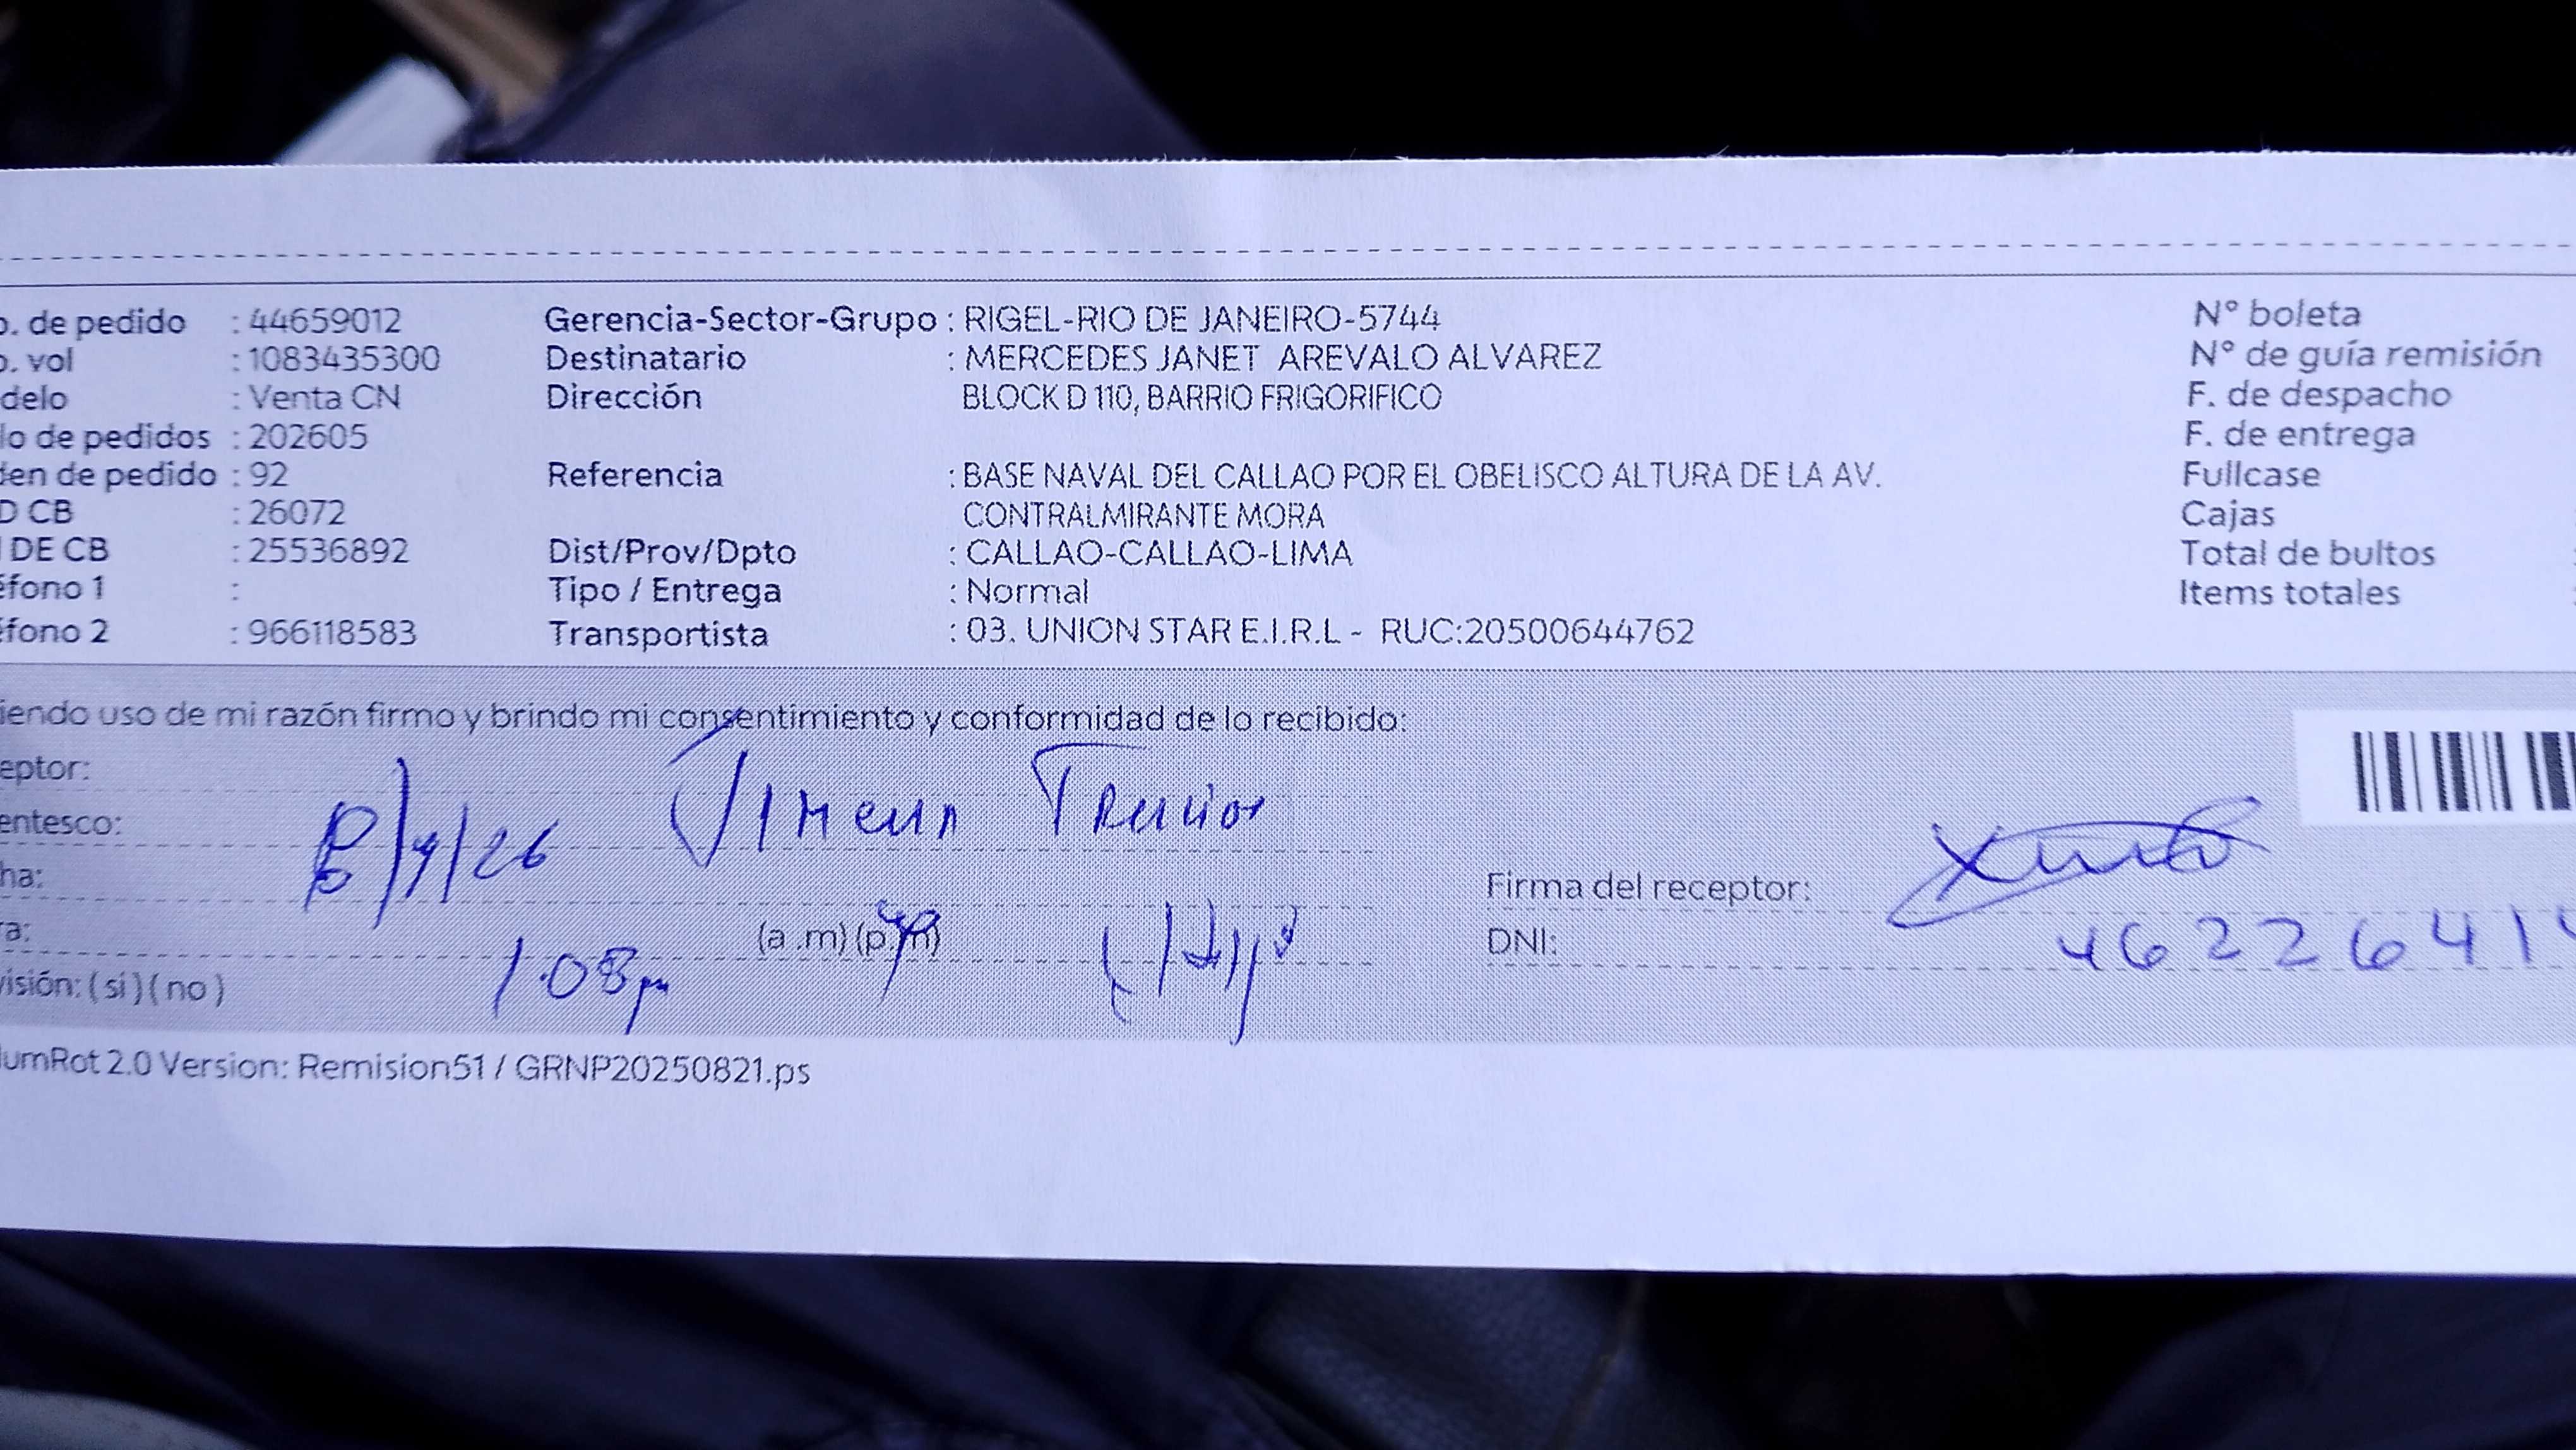 o. de pedido : 44659012 Gerencia-Sector-Grupo : RIGEL-RIO DE JANEIRO-5744 N° boleta
o. vol : 1083435300 Destinatario : MERCEDES JANET AREVALO ALVAREZ N° de guía remisión
delo : Venta CN Dirección BLOCK D 110, BARRIO FRIGORIFICO F. de despacho
lo de pedidos : 202605 F. de entrega
den de pedido : 92 Referencia : BASE NAVAL DEL CALLAO POR EL OBELISCO ALTURA DE LA AV. Fullcase
D CB : 26072 CONTRALMIRANTE MORA Cajas
DE CB : 25536892 Dist/Prov/Dpto : CALLAO-CALLAO-LIMA Total de bultos :
éfono 1 : Tipo / Entrega : Normal Items totales :
éfono 2 : 966118583 Transportista : 03. UNION STAR E.I.R.L - RUC:20500644762
iendo uso de mi razón firmo y brindo mi consentimiento y conformidad de lo recibido:
eptor:
entesco:
ha: Firma del receptor:
ra: 1.08pm (a .m) (p.m) DNI: 4622641
visión: ( si ) ( no )
umRot 2.0 Version: Remision51 / GRNP20250821.ps